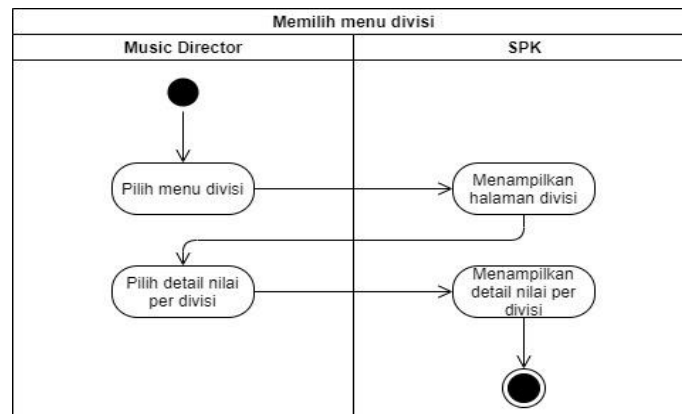 Memilih menu divisi
Music Director
SPK
Pilih menu divisi
Menampilkan
halaman divisi
Pilih detail nilai
per divisi
Menampilkan
detail nilai per
divisi